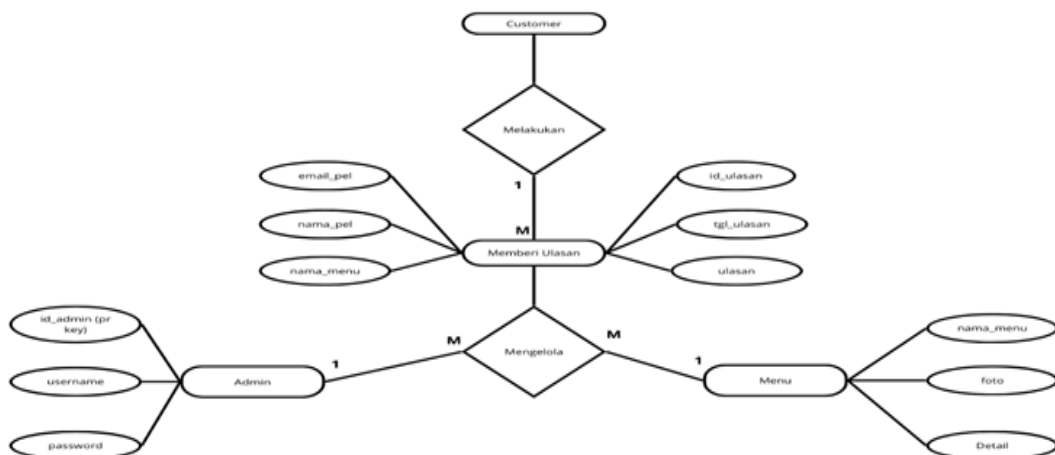 Customer
Melakukan
1
email_pel
id_ulasan
nama_pel
tgl_ulasan
M
Memberi Ulasan
nama_menu
ulasan
id_admin (pr
key)
nama_menu
M
M
Mengelola
1
1
username
Admin
Menu
foto
password
Detail